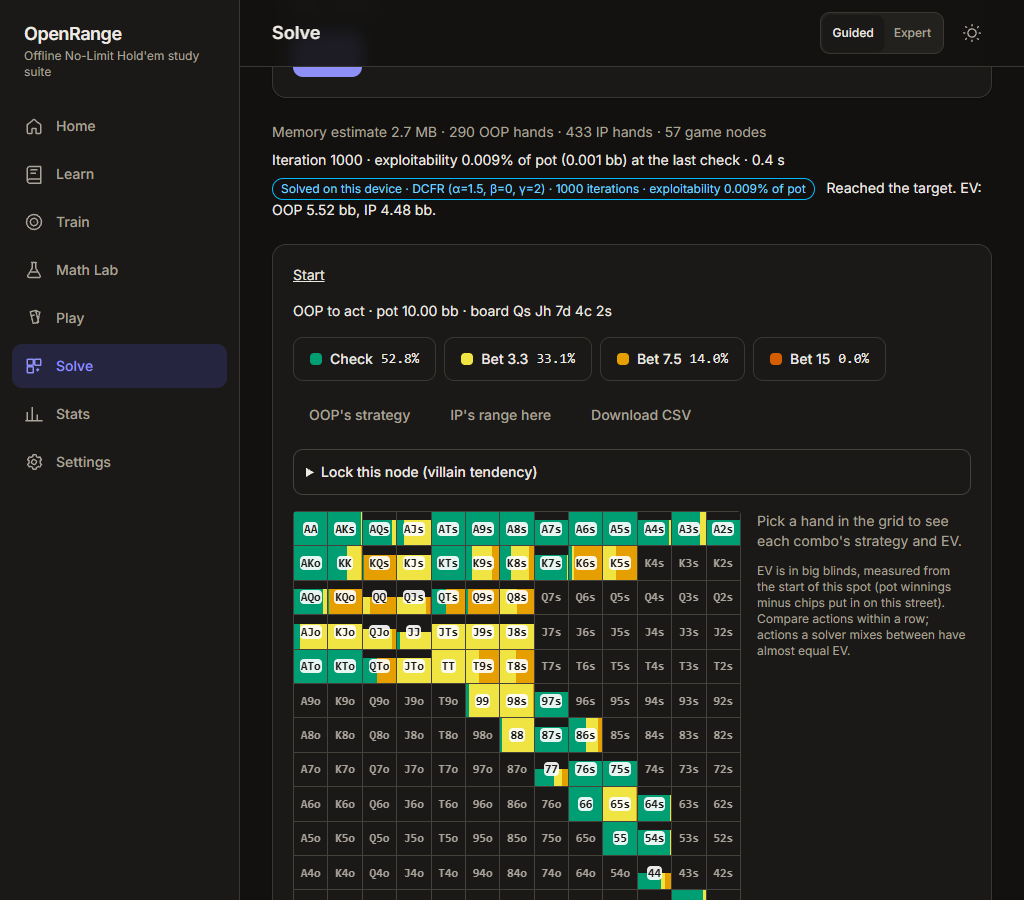 OpenRange
Offline No-Limit Hold'em study
suite
Home
Learn
Train
Math Lab
Play
Solve
Stats
Settings
Solve
Guided
Expert
Memory estimate 2.7 MB · 290 OOP hands · 433 IP hands · 57 game nodes
Iteration 1000 · exploitability 0.009% of pot (0.001 bb) at the last check · 0.4 s
Solved on this device · DCFR (α=1.5, β=0, γ=2) · 1000 iterations · exploitability 0.009% of pot Reached the target. EV:
OOP 5.52 bb, IP 4.48 bb.
Start
OOP to act · pot 10.00 bb · board Qs Jh 7d 4c 2s
Check 52.8% Bet 3.3 33.1% Bet 7.5 14.0% Bet 15 0.0%
OOP's strategy IP's range here Download CSV
▶ Lock this node (villain tendency)
AA AKs AQs AJs ATs A9s A8s A7s A6s A5s A4s A3s A2s
AKo KK KQs KJs KTs K9s K8s K7s K6s K5s K4s K3s K2s
AQo KQo QQ QJs QTs Q9s Q8s Q7s Q6s Q5s Q4s Q3s Q2s
AJo KJo QJo JJ JTs J9s J8s J7s J6s J5s J4s J3s J2s
ATo KTo QTo JTo TT T9s T8s T7s T6s T5s T4s T3s T2s
A9o K9o Q9o J9o T9o 99 98s 97s 96s 95s 94s 93s 92s
A8o K8o Q8o J8o T8o 98o 88 87s 86s 85s 84s 83s 82s
A7o K7o Q7o J7o T7o 97o 87o 77 76s 75s 74s 73s 72s
A6o K6o Q6o J6o T6o 96o 86o 76o 66 65s 64s 63s 62s
A5o K5o Q5o J5o T5o 95o 85o 75o 65o 55 54s 53s 52s
A4o K4o Q4o J4o T4o 94o 84o 74o 64o 54o 44 43s 42s
Pick a hand in the grid to see
each combo's strategy and EV.
EV is in big blinds, measured from
the start of this spot (pot winnings
minus chips put in on this street).
Compare actions within a row;
actions a solver mixes between have
almost equal EV.